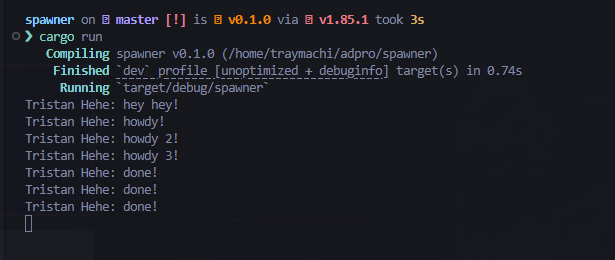 spawner on master [!] is v0.1.0 via v1.85.1 took 3s
❯ cargo run
Compiling spawner v0.1.0 (/home/traymachi/adpro/spawner)
Finished `dev` profile [unoptimized + debuginfo] target(s) in 0.74s
Running `target/debug/spawner`
Tristan Hehe: hey hey!
Tristan Hehe: howdy!
Tristan Hehe: howdy 2!
Tristan Hehe: howdy 3!
Tristan Hehe: done!
Tristan Hehe: done!
Tristan Hehe: done!